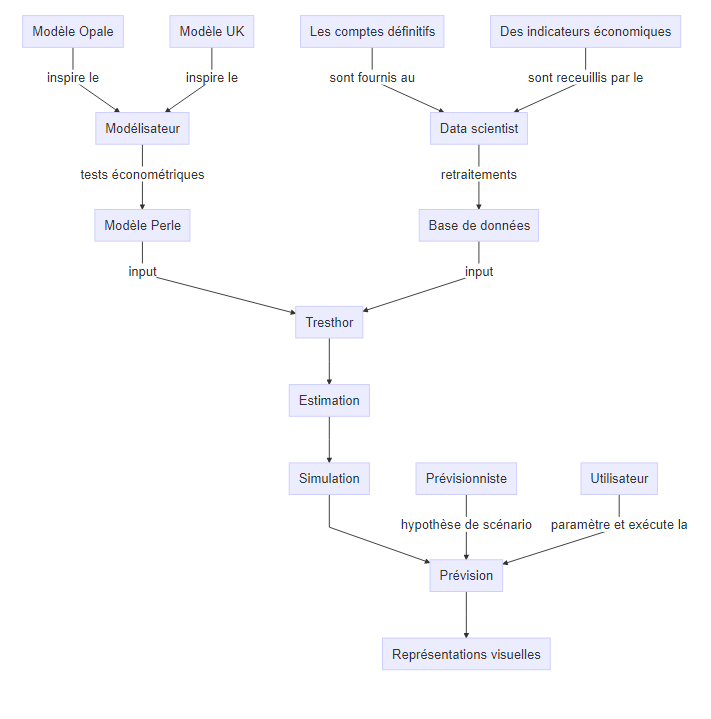 Modèle Opale
Modèle UK
Les comptes définitifs
Des indicateurs économiques
inspire le
inspire le
sont fournis au
sont receuillis par le
Modélisateur
Data scientist
tests économétriques
retraitements
Modèle Perle
Base de données
input
input
Tresthor
Estimation
Simulation
Prévisionniste
Utilisateur
hypothèse de scénario
paramètre et exécute la
Prévision
Représentations visuelles